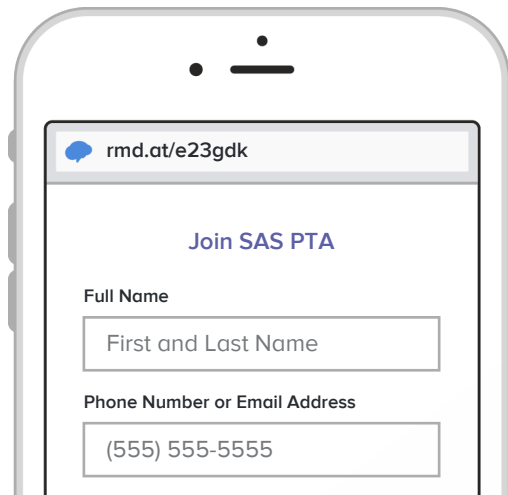 rmd.at/e23gdk
Join SAS PTA
Full Name
First and Last Name
Phone Number or Email Address
(555) 555-5555